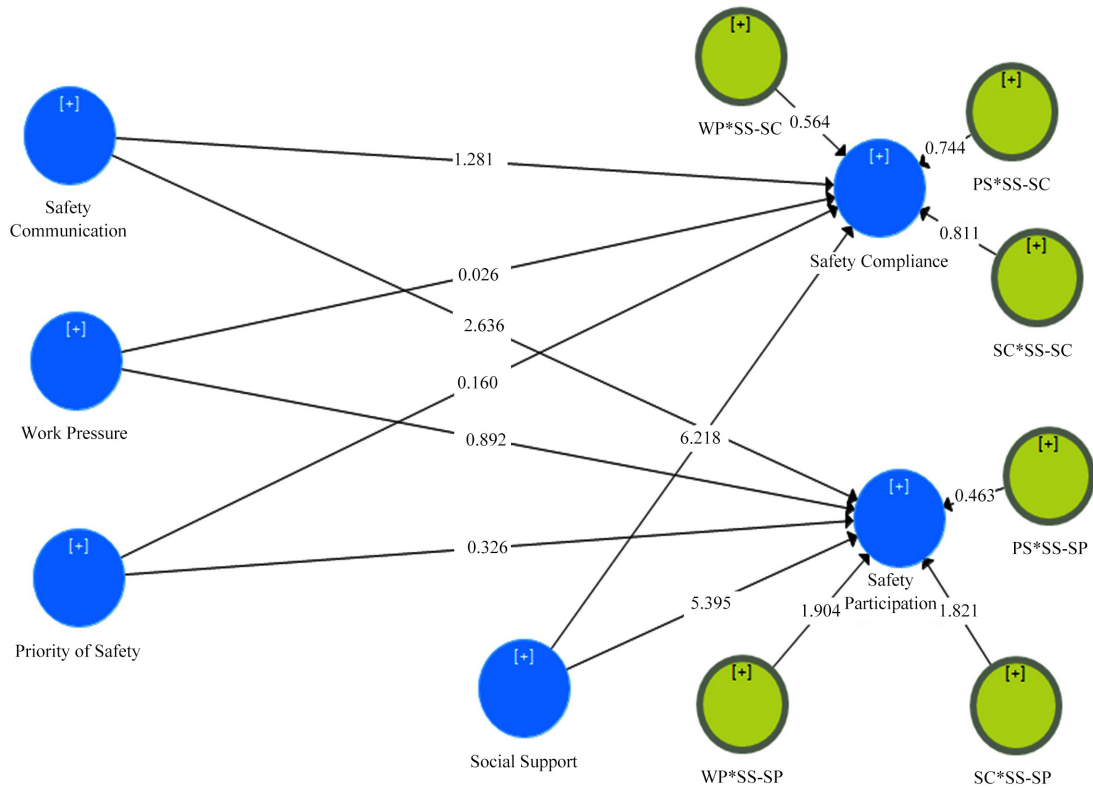 [+]
WP*SS-SC
0.564
[+]
PS*SS-SC
0.744
[+]
Safety
Communication
1.281
[+]
Safety Compliance
0.811
[+]
SC*SS-SC
0.026
2.636
[+]
Work Pressure
0.160
0.892
6.218
[+]
PS*SS-SP
0.463
[+]
Safety
Participation
[+]
Priority of Safety
0.326
5.395
1.904
1.821
[+]
Social Support
[+]
WP*SS-SP
[+]
SC*SS-SP